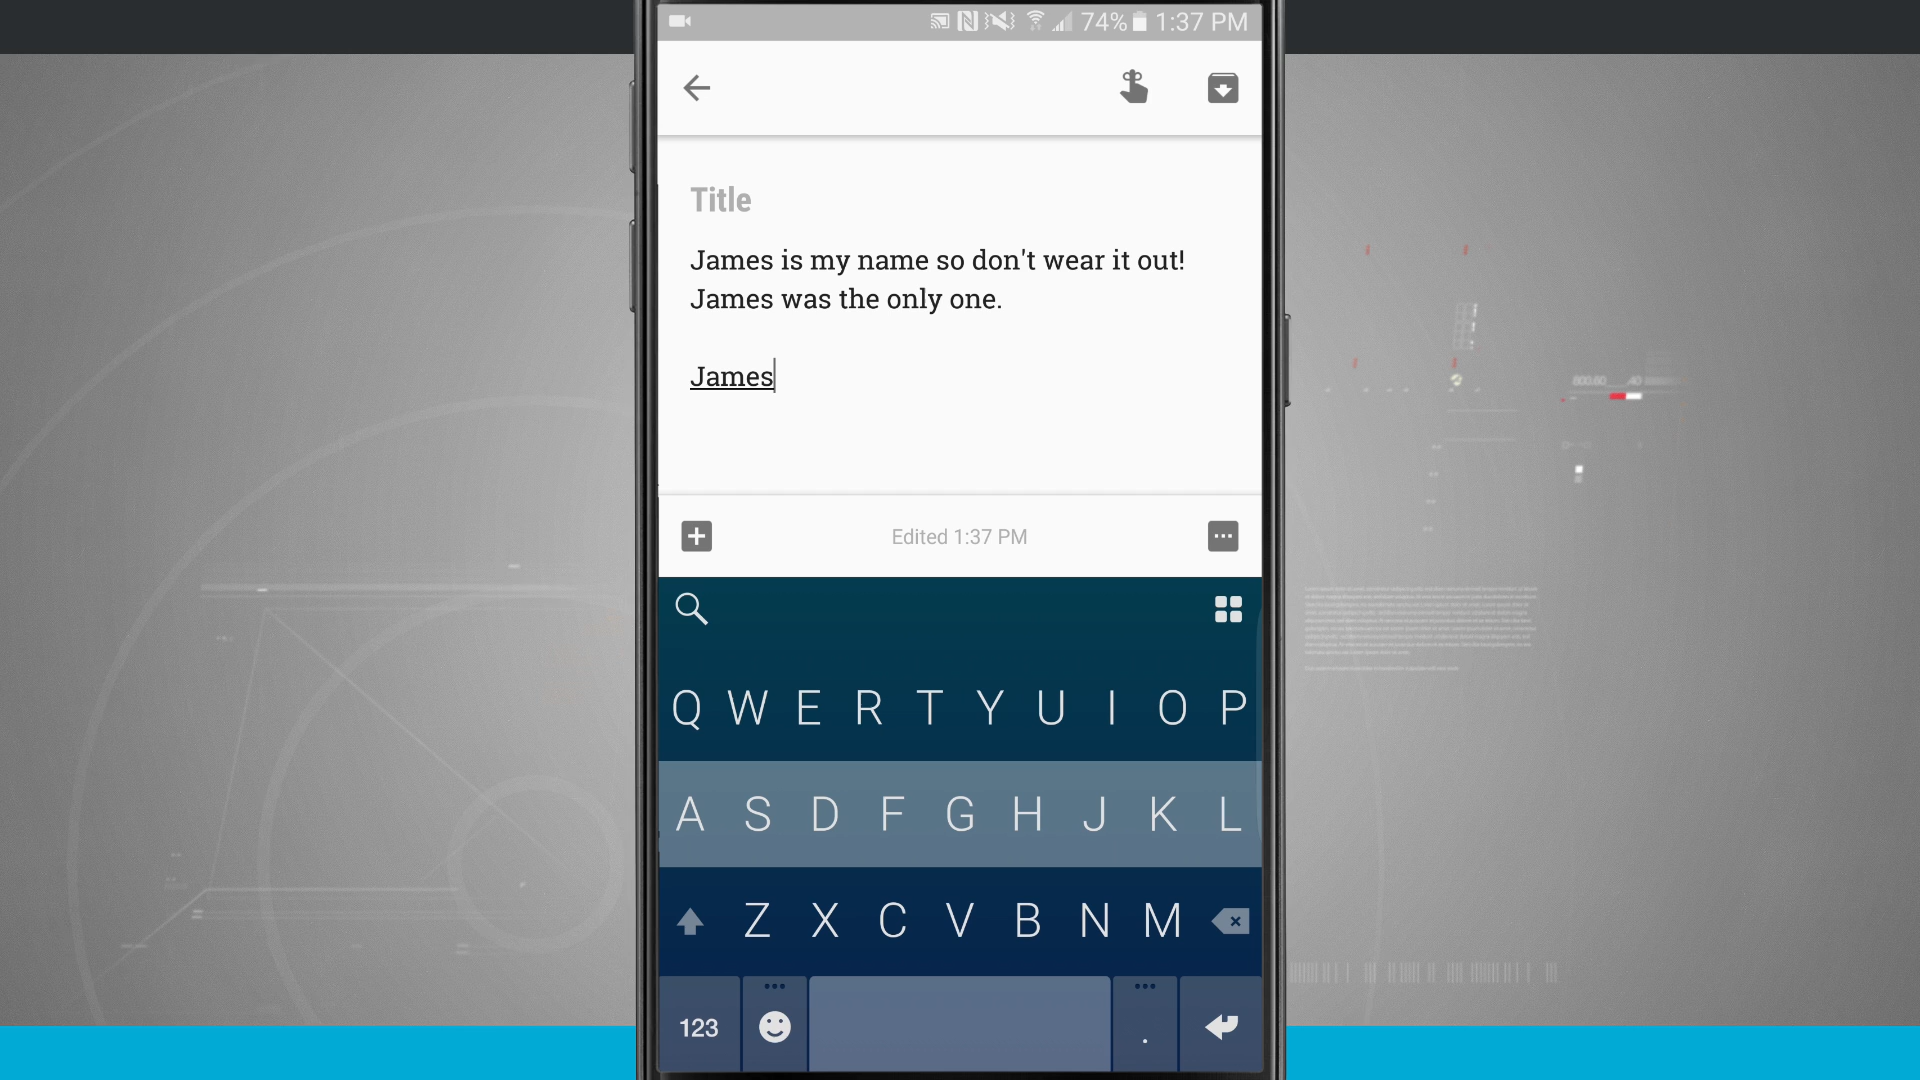 74% 1:37 PM
Title
James is my name so don't wear it out!
James was the only one.
James
Edited 1:37 PM
Q W E R T Y U I O P
A S D F G H J K L
Z X C V B N M
123 .